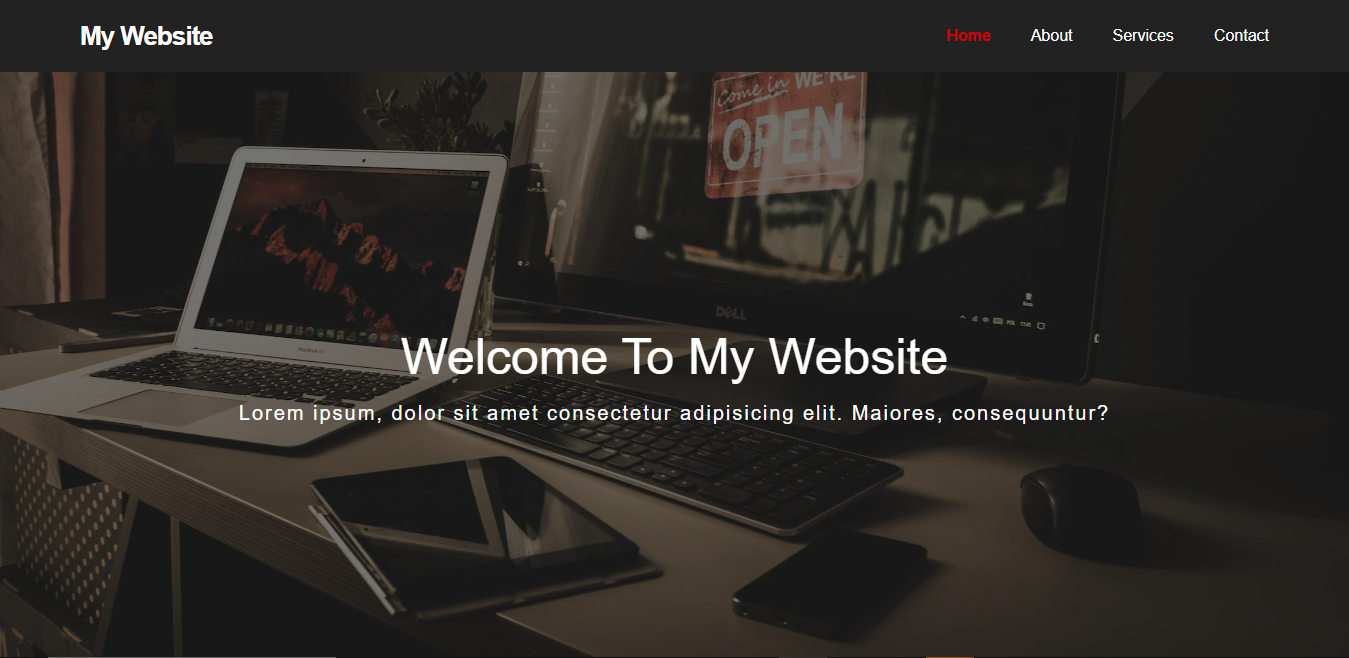 My Website
Home About Services Contact
Come in WE'RE
OPEN
DELL
Welcome To My Website
Lorem ipsum, dolor sit amet consectetur adipisicing elit. Maiores, consequuntur?